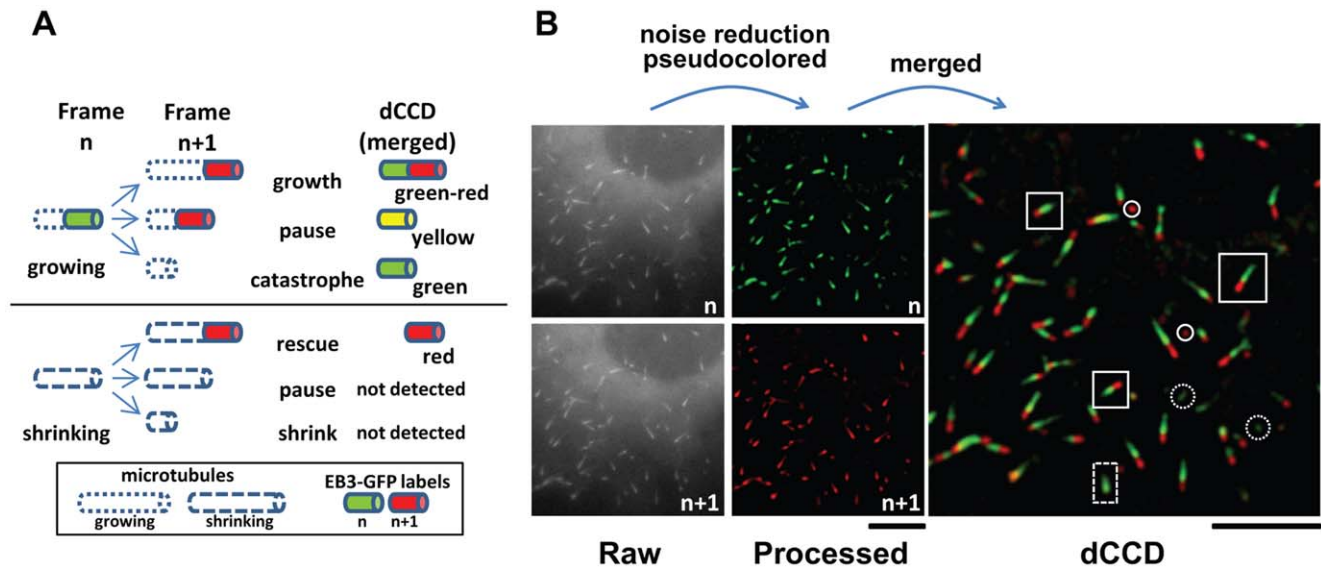 A
Frame
n
Frame
n+1
dCCD
(merged)
growth
green-red
pause
yellow
growing
catastrophe
green
rescue
red
pause
not detected
shrinking
shrink
not detected
microtubules
EB3-GFP labels
growing
shrinking
n
n+1
B
noise reduction
pseudocolored
merged
n
n
n+1
n+1
Raw
Processed
dCCD